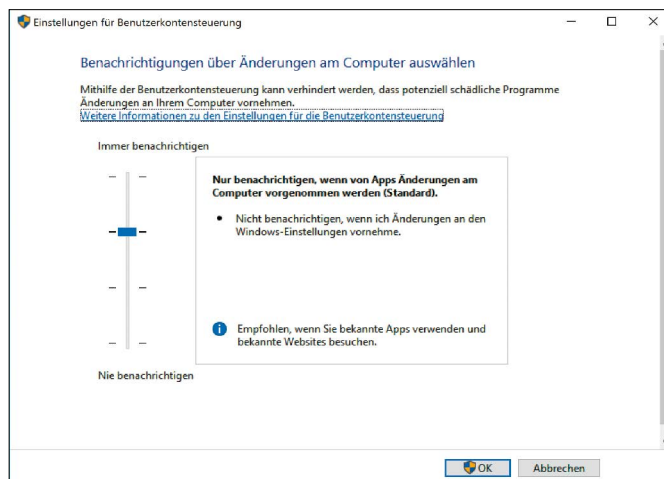 Einstellungen für Benutzerkontensteuerung
Benachrichtigungen über Änderungen am Computer auswählen
Mithilfe der Benutzerkontensteuerung kann verhindert werden, dass potenziell schädliche Programme
Änderungen an Ihrem Computer vornehmen.
Weitere Informationen zu den Einstellungen für die Benutzerkontensteuerung
Immer benachrichtigen
Nur benachrichtigen, wenn von Apps Änderungen am
Computer vorgenommen werden (Standard).
• Nicht benachrichtigen, wenn ich Änderungen an den
Windows-Einstellungen vornehme.
Empfohlen, wenn Sie bekannte Apps verwenden und
bekannte Websites besuchen.
Nie benachrichtigen
OK
Abbrechen